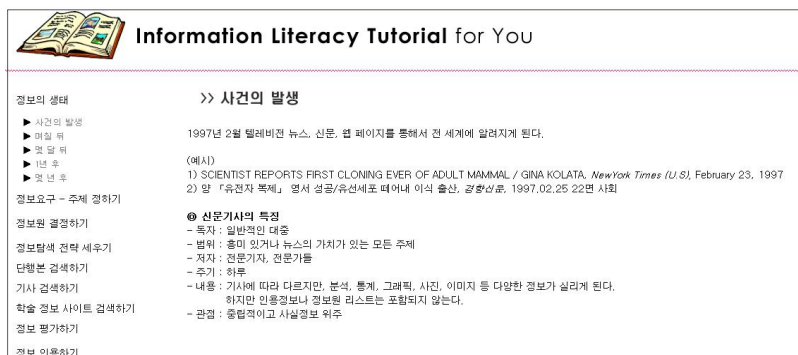 Information Literacy Tutorial for You
정보의 생태
▶ 사건의 발생
▶ 며칠 뒤
▶ 몇 달 뒤
▶ 1년 후
▶ 몇 년 후
정보요구 - 주제 정하기
정보원 결정하기
정보탐색 전략 세우기
단행본 검색하기
기사 검색하기
학술 정보 사이트 검색하기
정보 평가하기
정보 인용하기
>> 사건의 발생
1997년 2월 텔레비전 뉴스, 신문, 웹 페이지를 통해서 전 세계에 알려지게 된다.
(예시)
1) SCIENTIST REPORTS FIRST CLONING EVER OF ADULT MAMMAL / GINA KOLATA, NewYork Times (U.S), February 23, 1997
2) 양 「유전자 복제」 영서 성공/유선세포 떼어내 이식 출산, 경향신문, 1997.02.25 22면 사회
신문기사의 특징
- 독자 : 일반적인 대중
- 범위 : 흥미 있거나 뉴스의 가치가 있는 모든 주제
- 저자 : 전문기자, 전문가들
- 주기 : 하루
- 내용 : 기사에 따라 다르지만, 분석, 통계, 그래픽, 사진, 이미지 등 다양한 정보가 실리게 된다.
하지만 인용정보나 정보원 리스트는 포함되지 않는다.
- 관점 : 중립적이고 사실정보 위주